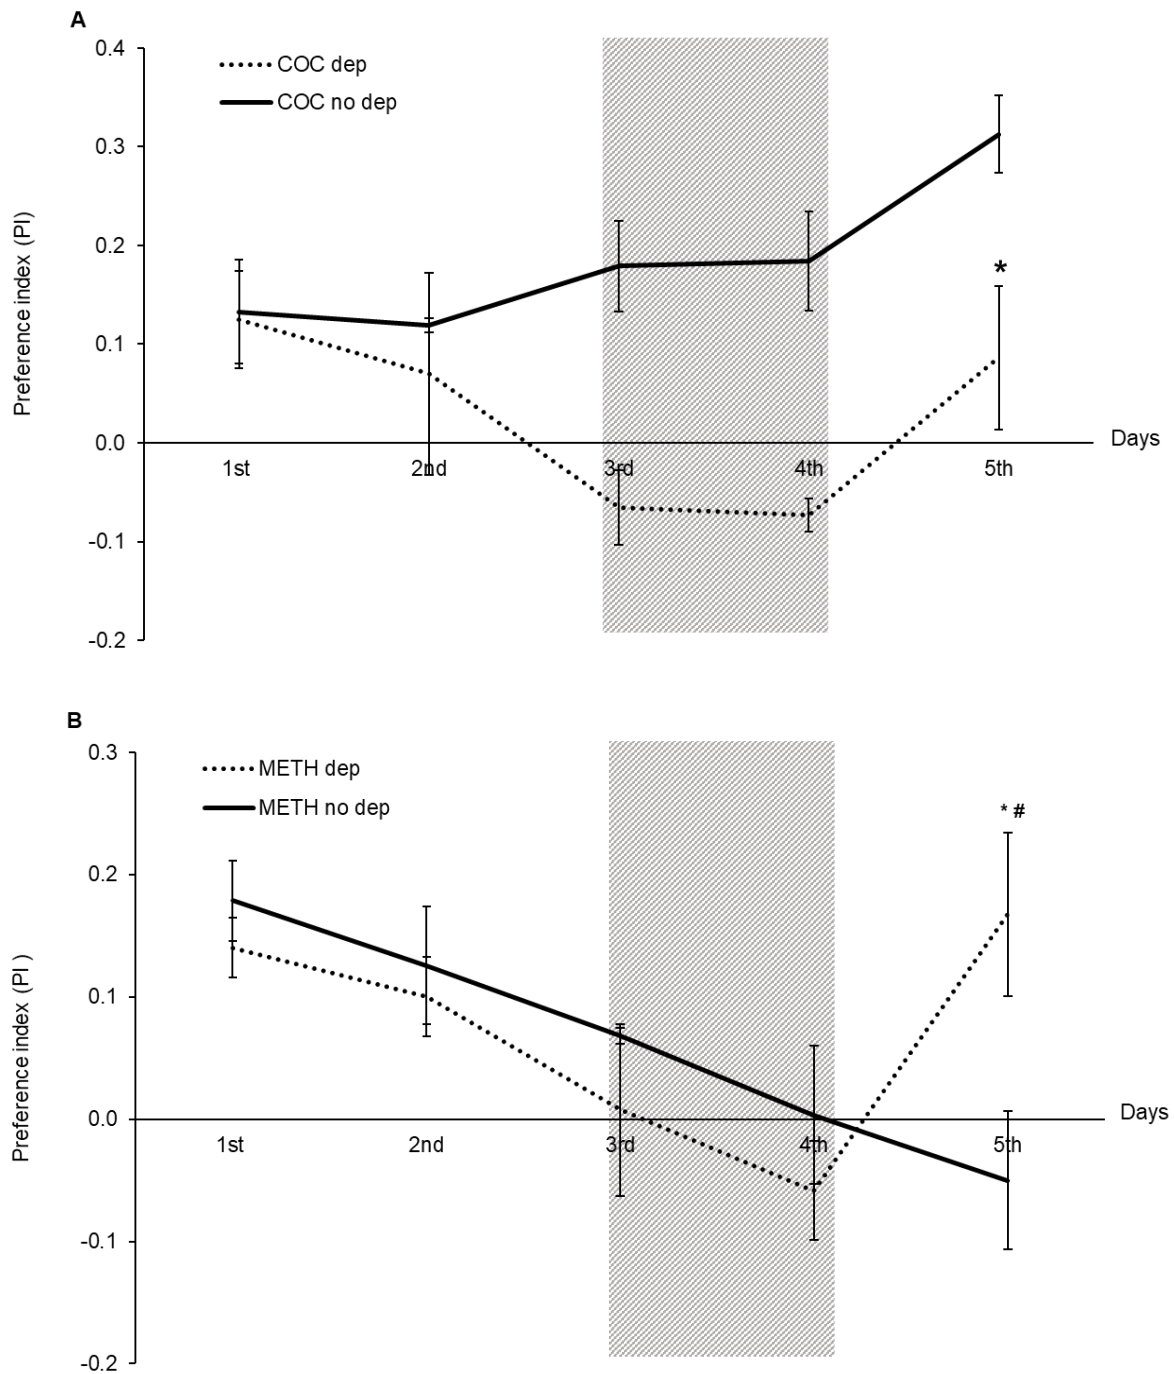 A
0.4
COC dep
COC no dep
0.3
0.2
*
0.1
Preference index (PI)
0.0
Days
1st 2nd 3rd 4th 5th
-0.1
-0.2
B
0.3
METH dep
METH no dep
* #
0.2
0.1
Preference index (PI )
0.0
Days
1st 2nd 3rd 4th 5th
-0.1
-0.2